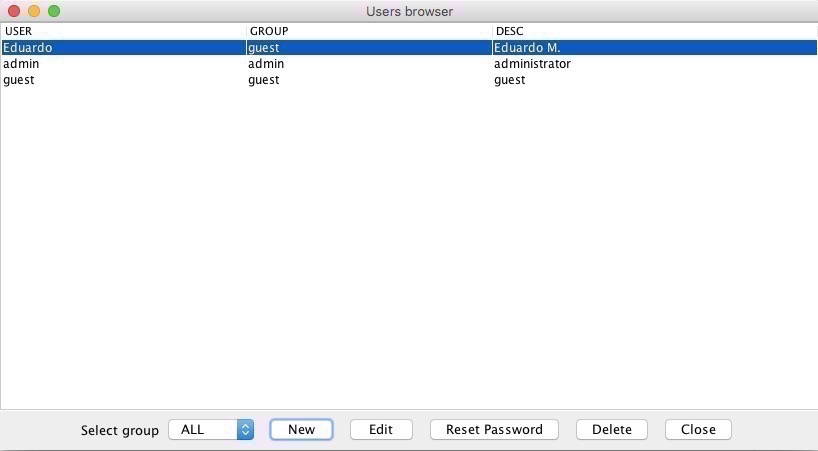 Users browser
USER GROUP DESC
Eduardo guest Eduardo M.
admin admin administrator
guest guest guest
Select group ALL New Edit Reset Password Delete Close